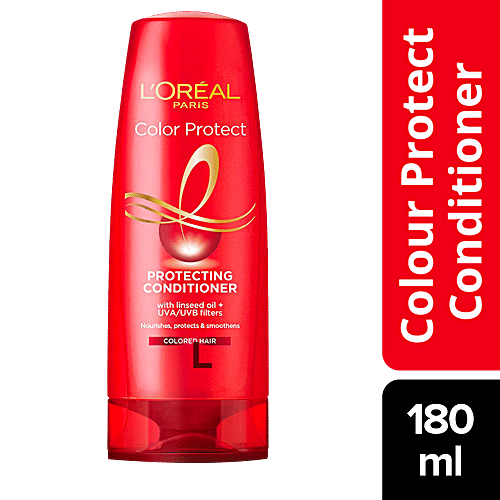 L'ORÉAL
PARIS
Color Protect
PROTECTING
CONDITIONER
with linseed oil +
UVA/UVB filters
Nourishes, protects & smoothens
COLORED HAIR
L
Colour Protect
Conditioner
180
ml